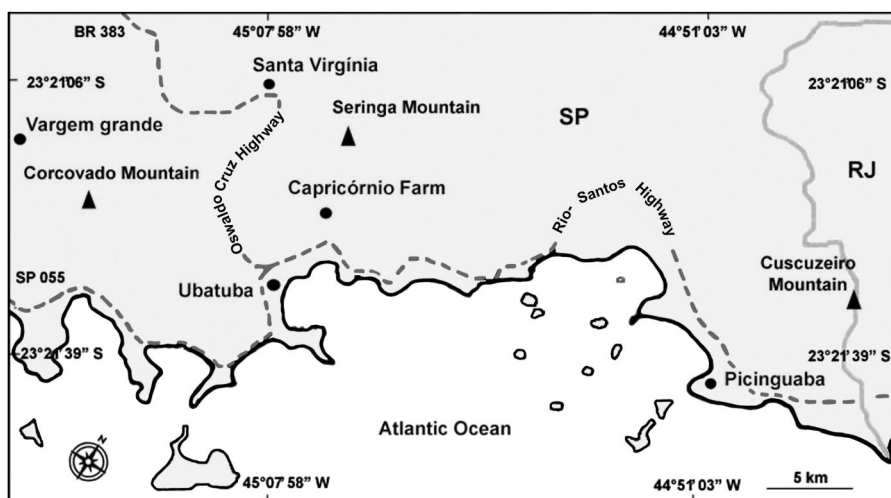 BR 383
45°07'58" W
44°51'03" W
23°21'06" S
23°21'06" S
Santa Virgínia
Vargem grande
Seringa Mountain
SP
Corcovado Mountain
Oswaldo Cruz Highway
Capricórnio Farm
Rio- Santos Highway
RJ
SP 055
Ubatuba
Cuscuzeiro
Mountain
23°21'39" S
23°21'39" S
Picinguaba
Atlantic Ocean
N
45°07'58" W
44°51'03" W
5 km